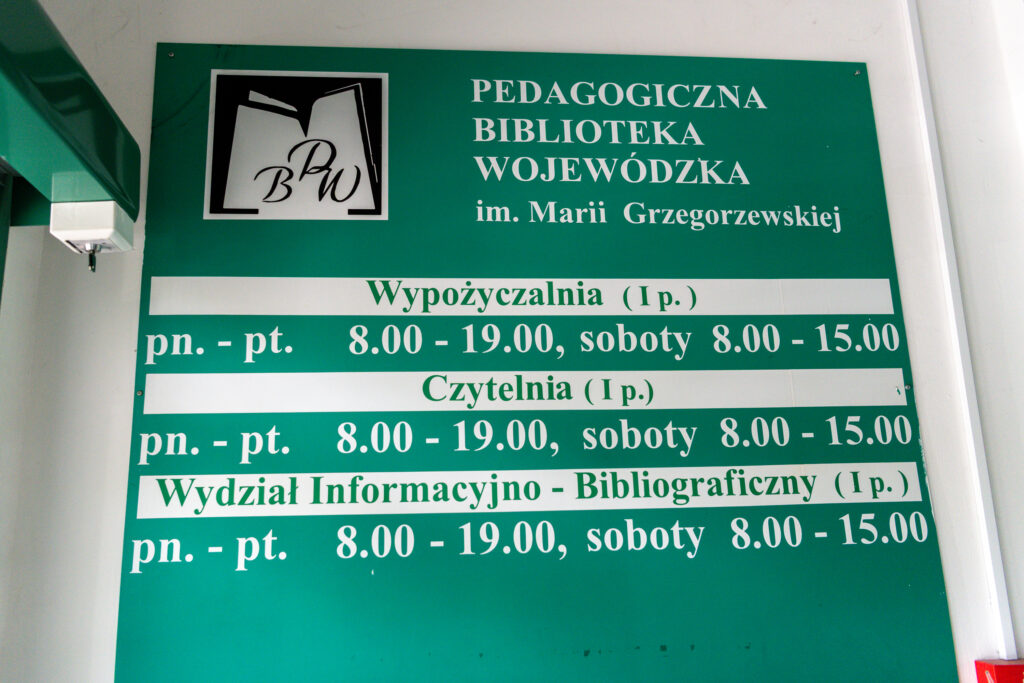 PBW
PEDAGOGICZNA
BIBLIOTEKA
WOJEWÓDZKA
im. Marii Grzegorzewskiej
Wypożyczalnia ( I p. )
pn. - pt. 8.00 - 19.00, soboty 8.00 - 15.00
Czytelnia ( I p.)
pn. - pt. 8.00 - 19.00, soboty 8.00 - 15.00
Wydział Informacyjno - Bibliograficzny ( I p. )
pn. - pt. 8.00 - 19.00, soboty 8.00 - 15.00